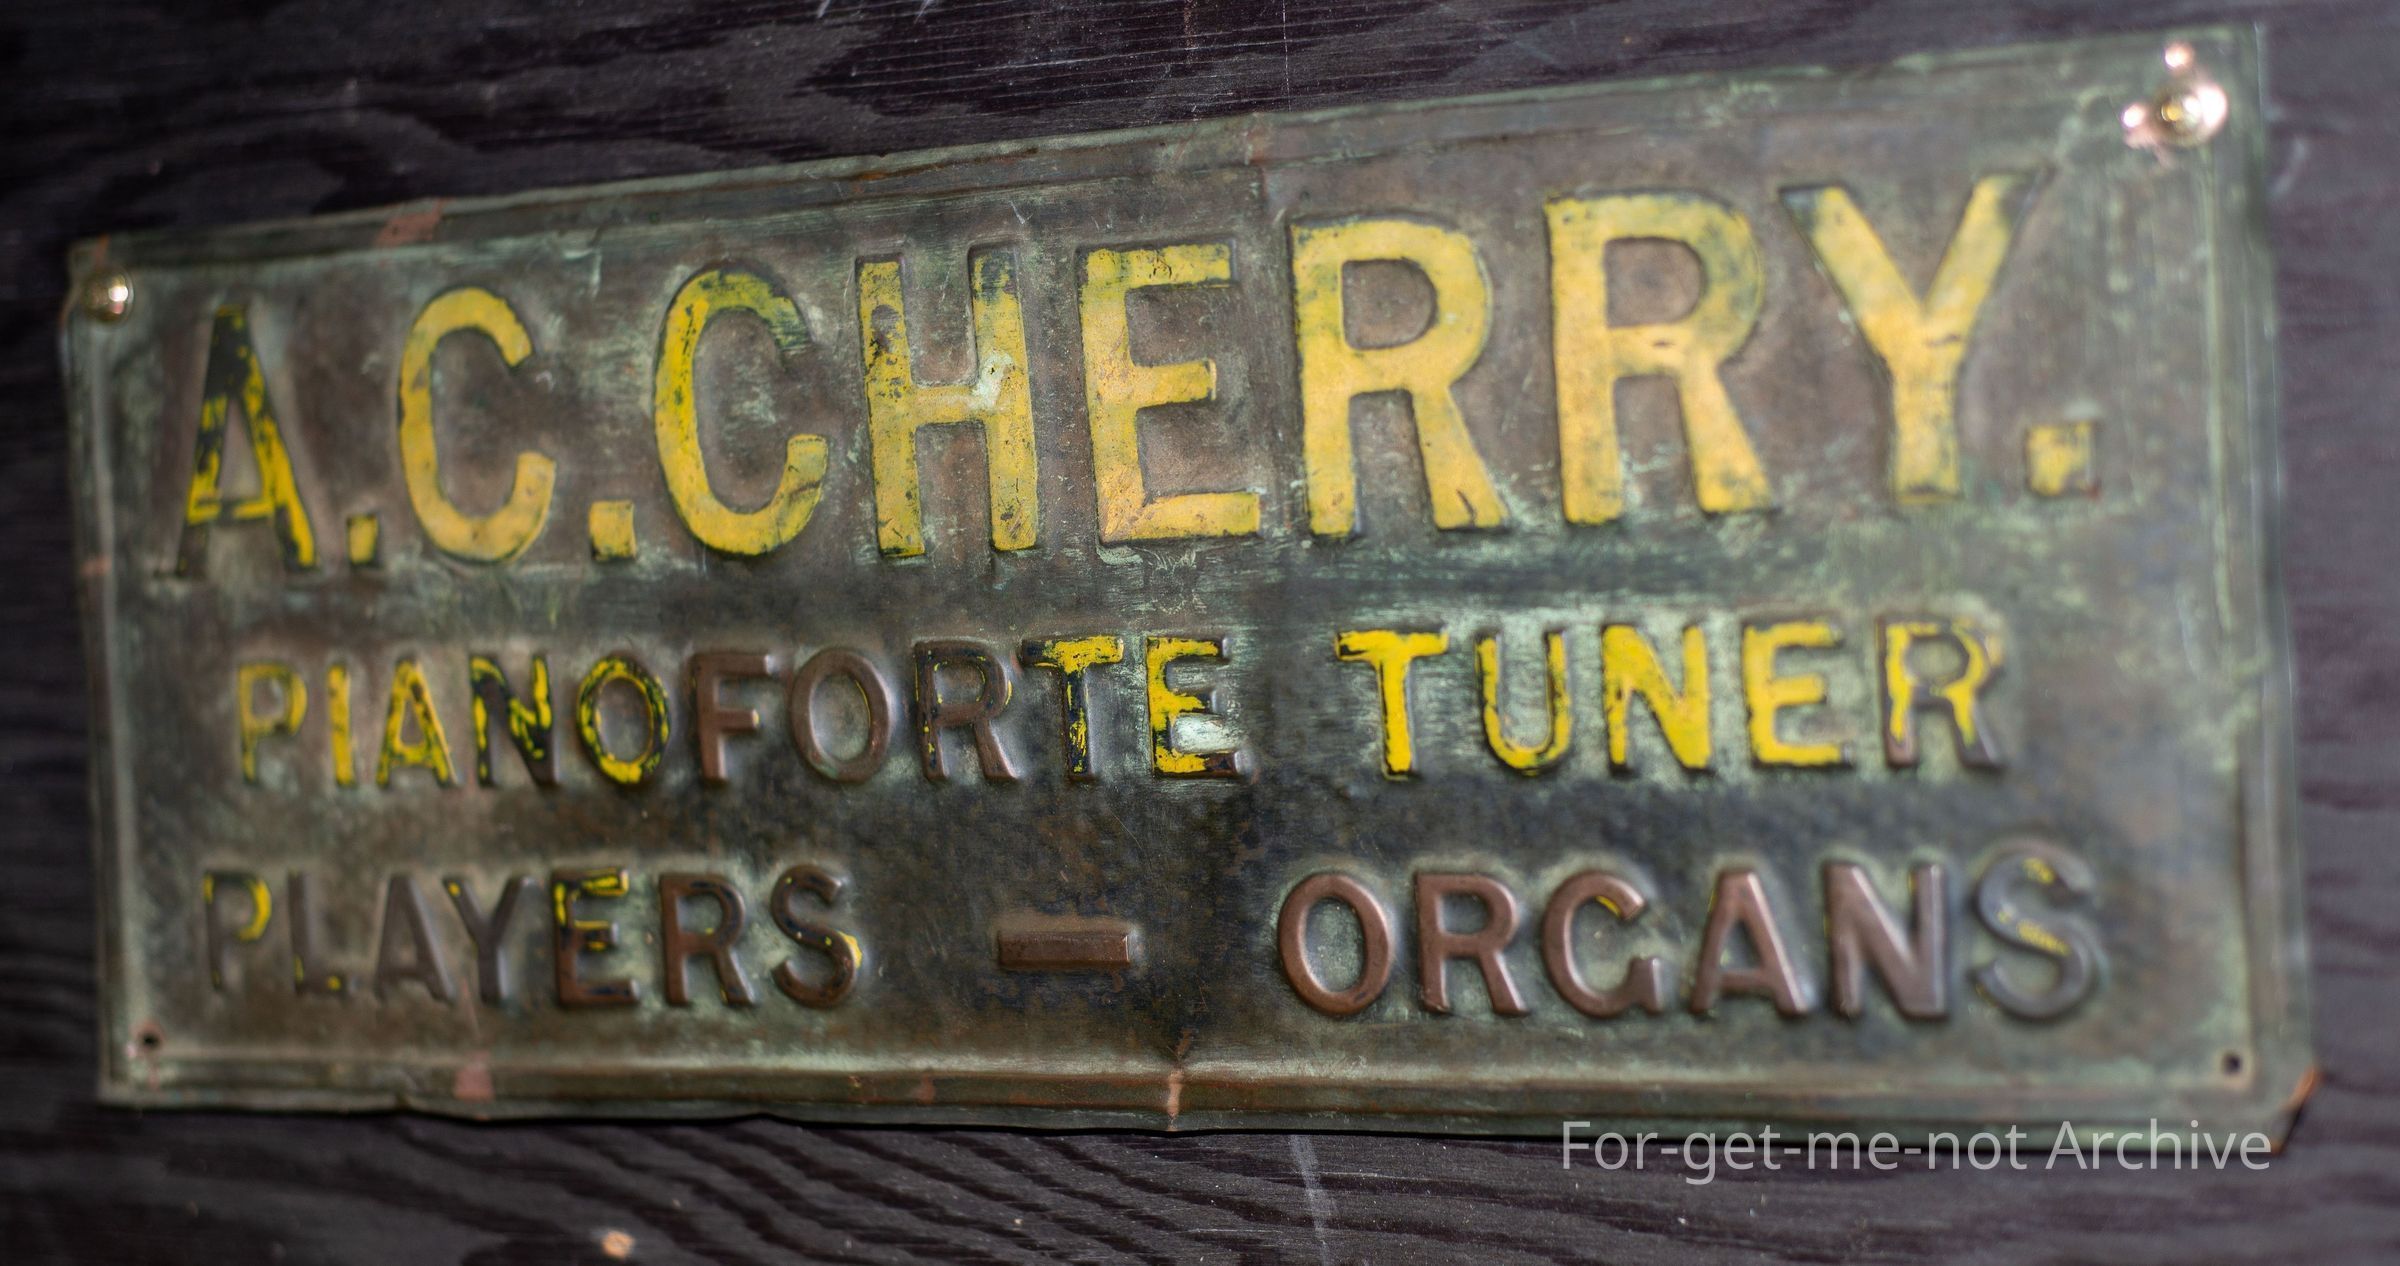 A.C.CHERRY.
PIANOFORTE TUNER
PLAYERS - ORGANS
For-get-me-not Archive